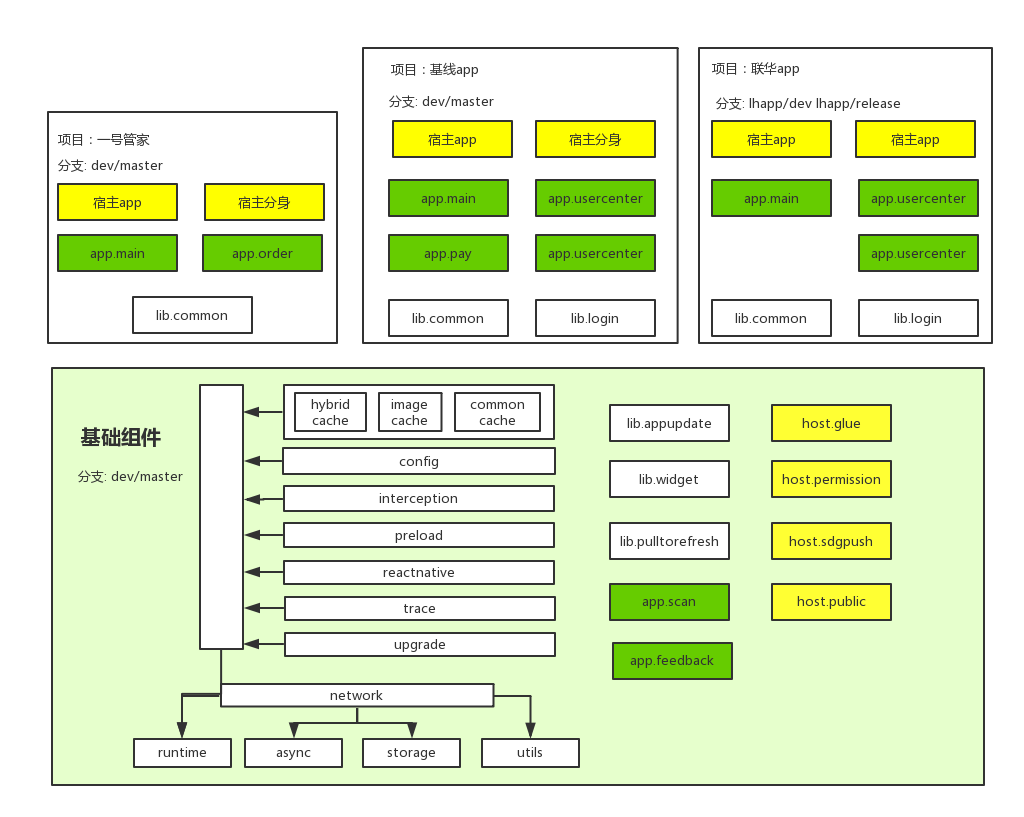 项目：一号管家
分支: dev/master
宿主app
宿主分身
app.main
app.order
lib.common
项目：基线app
分支: dev/master
宿主app
宿主分身
app.main
app.usercenter
app.pay
app.usercenter
lib.common
lib.login
项目：联华app
分支: lhapp/dev lhapp/release
宿主app
宿主app
app.main
app.usercenter
app.usercenter
lib.common
lib.login
基础组件
分支: dev/master
hybrid
cache
image
cache
common
cache
config
interception
preload
reactnative
trace
upgrade
network
runtime
async
storage
utils
lib.appupdate
host.glue
lib.widget
host.permission
lib.pulltorefresh
host.sdgpush
app.scan
host.public
app.feedback